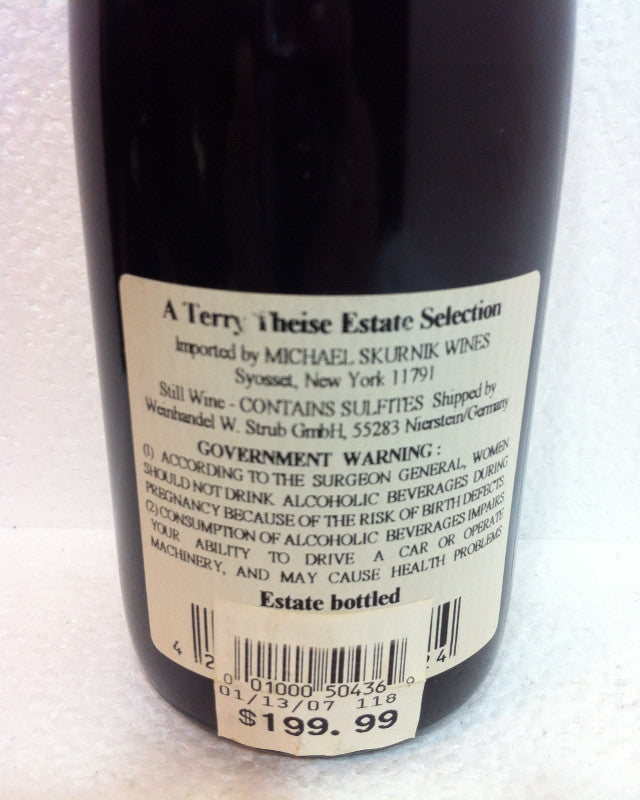 A Terry Theise Estate Selection
Imported by MICHAEL SKURNIK WINES
Syosset, New York 11791
Still Wine - CONTAINS SULFITES Shipped by
Weinhandel W. Strub GmbH, 55283 Nierstein/Germany
GOVERNMENT WARNING :
(1) ACCORDING TO THE SURGEON GENERAL, WOMEN
SHOULD NOT DRINK ALCOHOLIC BEVERAGES DURING
PREGNANCY BECAUSE OF THE RISK OF BIRTH DEFECTS.
(2) CONSUMPTION OF ALCOHOLIC BEVERAGES IMPAIRS
YOUR ABILITY TO DRIVE A CAR OR OPERATE
MACHINERY, AND MAY CAUSE HEALTH PROBLEMS
Estate bottled
4 2 24
0 01000 50436 9
01/13/07 118
$199.99